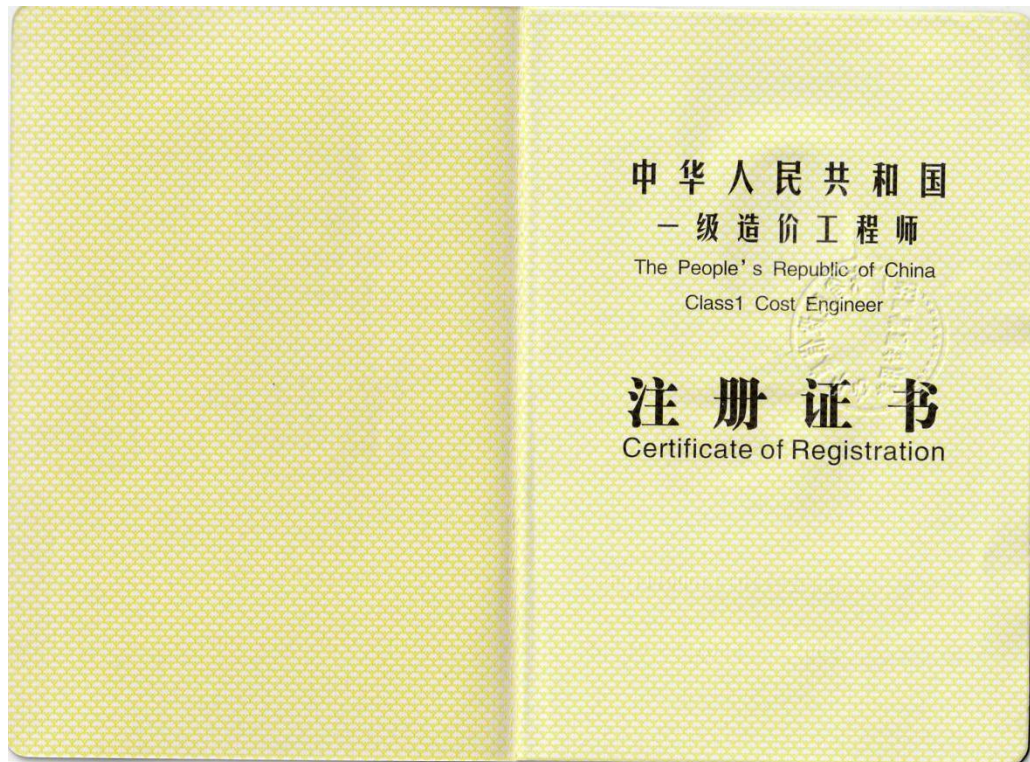 中华人民共和国
一级造价工程师
The People's Republic of China
Class1 Cost Engineer
注册证书
Certificate of Registration